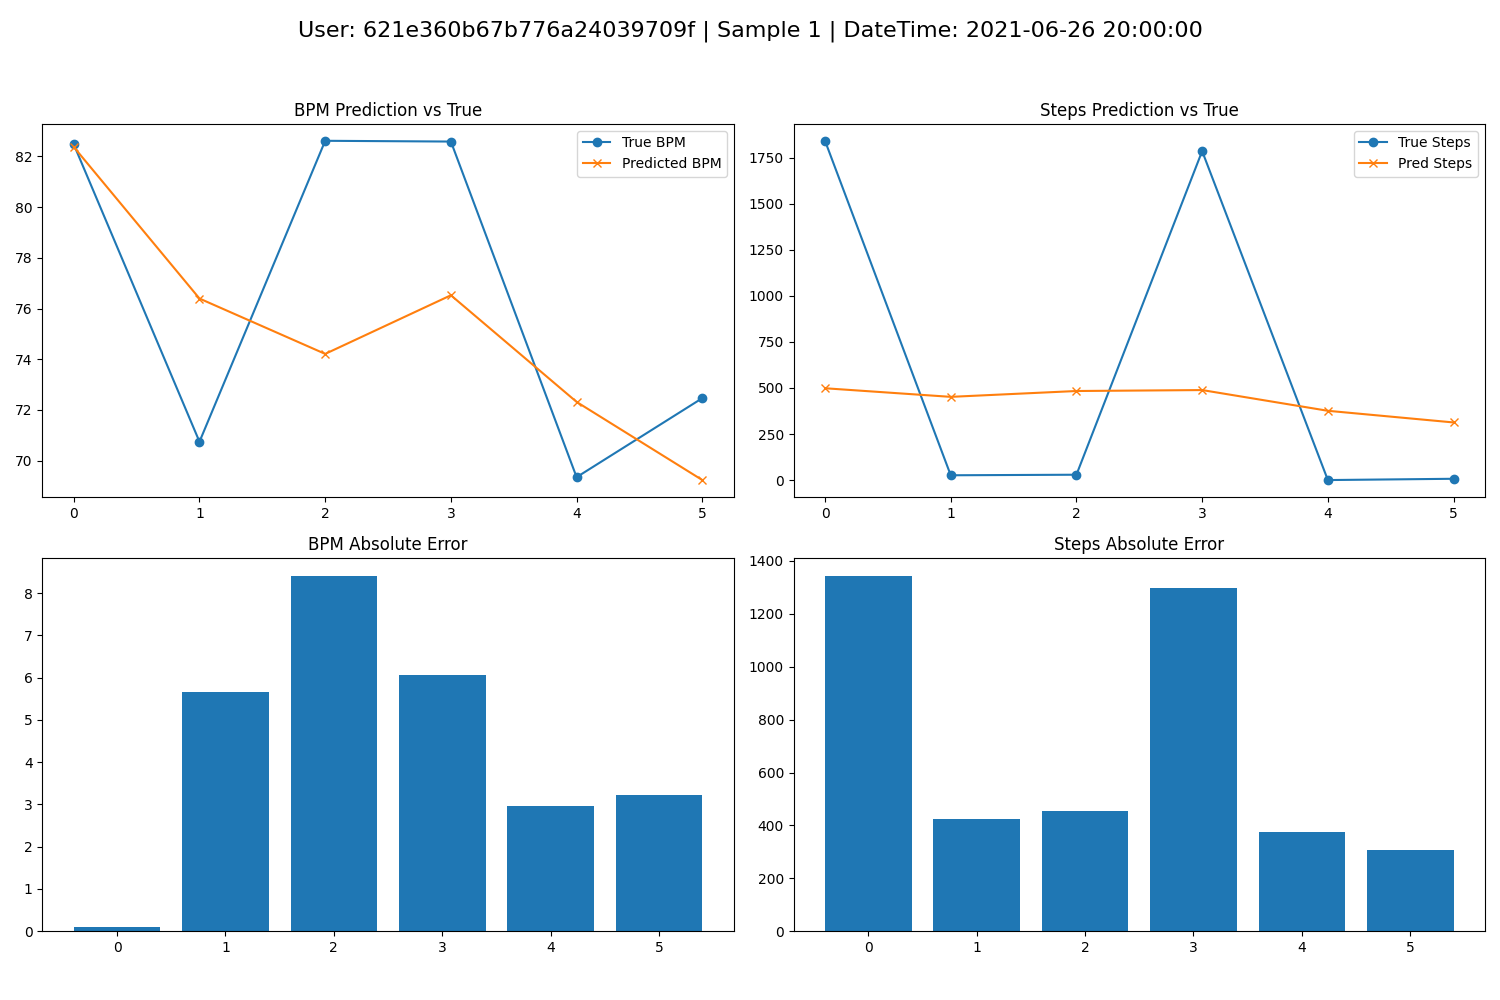 User: 621e360b67b776a24039709f | Sample 1 | DateTime: 2021-06-26 20:00:00
BPM Prediction vs True
True BPM
Predicted BPM
82
80
78
76
74
72
70
0 1 2 3 4 5
Steps Prediction vs True
True Steps
Pred Steps
1750
1500
1250
1000
750
500
250
0
0 1 2 3 4 5
BPM Absolute Error
8
7
6
5
4
3
2
1
0
0 1 2 3 4 5
Steps Absolute Error
1400
1200
1000
800
600
400
200
0
0 1 2 3 4 5